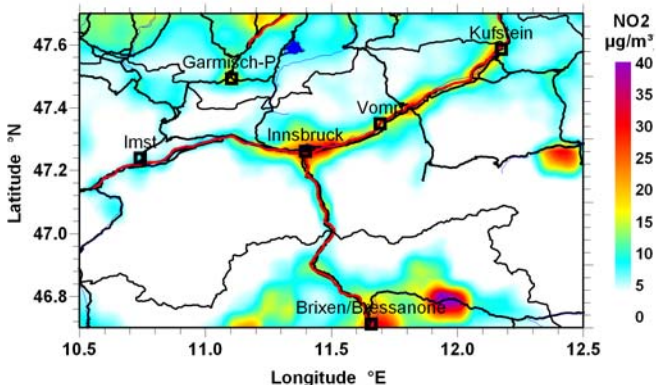 NO2
µg/m³
47.6
47.4
47.2
47.0
46.8
Latitude °N
Kufstein
Garmisch-P
Vomp
Innsbruck
Imst
Brixen/Bressanone
40
35
30
25
20
15
10
5
0
10.5 11.0 11.5 12.0 12.5
Longitude °E